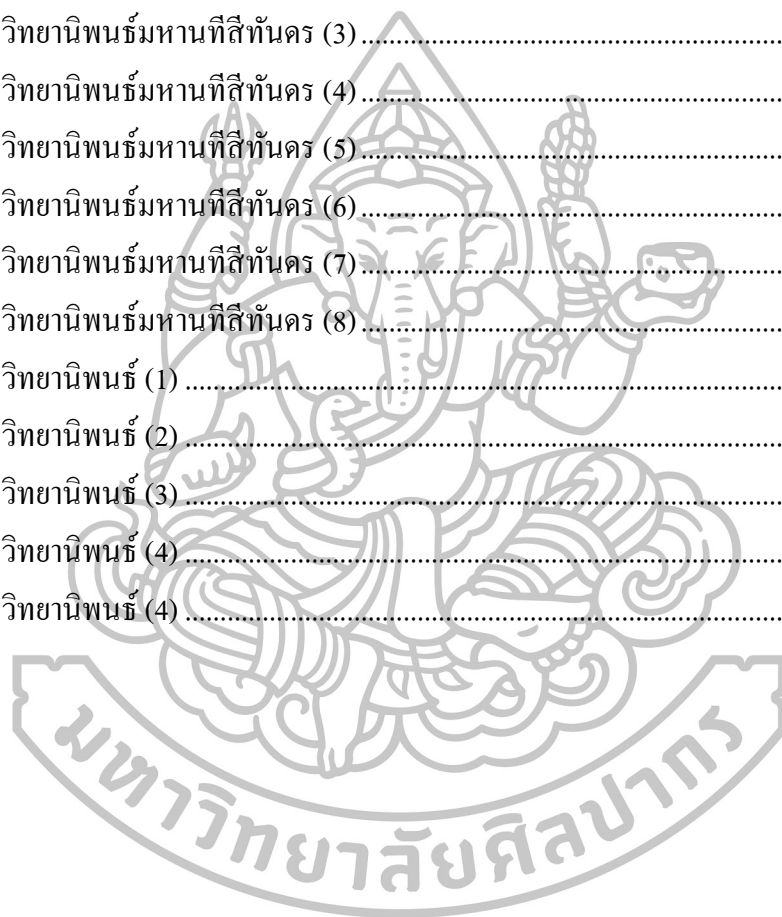 วิทยานิพนธ์มหานทีสีทันดร (3)................................................................
วิทยานิพนธ์มหานทีสีทันดร (4)................................................................
วิทยานิพนธ์มหานทีสีทันดร (5)................................................................
วิทยานิพนธ์มหานทีสีทันดร (6)................................................................
วิทยานิพนธ์มหานทีสีทันดร (7)................................................................
วิทยานิพนธ์มหานทีสีทันดร (8)................................................................
วิทยานิพนธ์ (1)................................................................
วิทยานิพนธ์ (2)................................................................
วิทยานิพนธ์ (3)................................................................
วิทยานิพนธ์ (4)................................................................
วิทยานิพนธ์ (4)................................................................
มหาวิทยาลัยศิลปากร